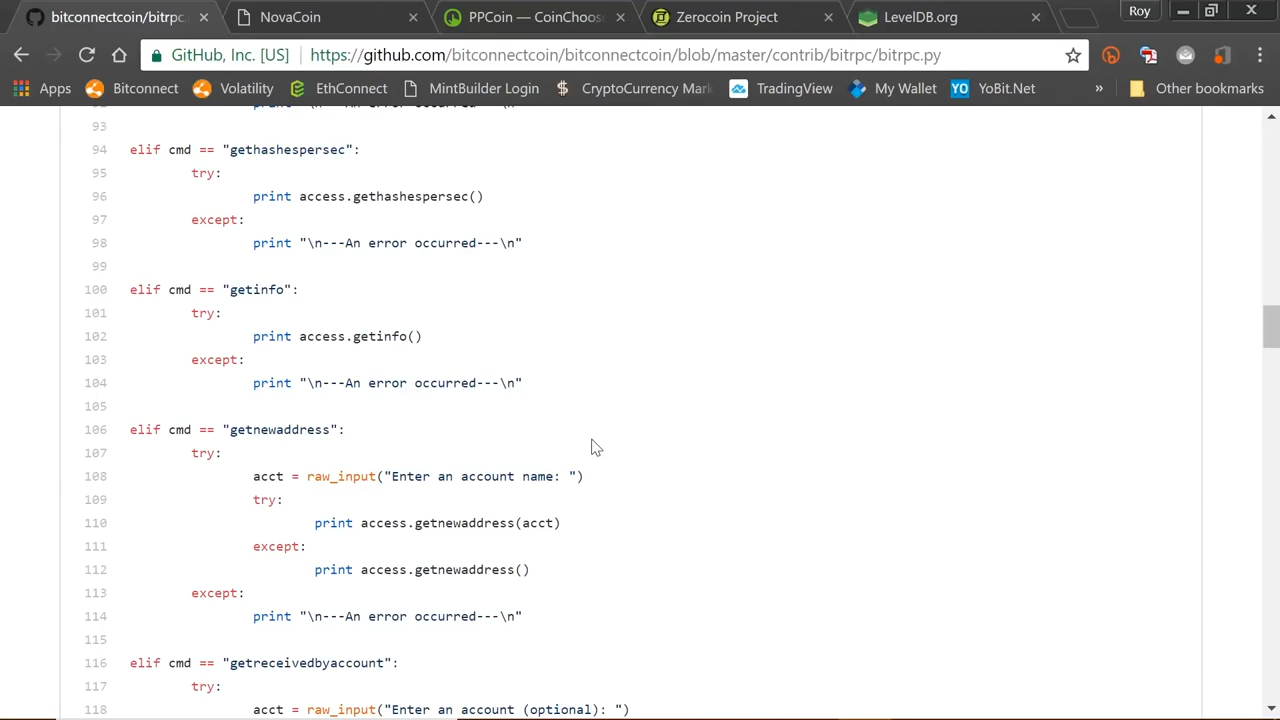 bitconnectcoin/bitrpc.
NovaCoin
PPCoin — CoinChoose
Zerocoin Project
LevelDB.org
Roy
GitHub, Inc. [US]
https://github.com/bitconnectcoin/bitconnectcoin/blob/master/contrib/bitrpc/bitrpc.py
Apps
Bitconnect
Volatility
EthConnect
MintBuilder Login
$ CryptoCurrency Mark
TradingView
My Wallet
YO YoBit.Net
»
Other bookmarks
93
94 elif cmd == "gethashespersec":
95 try:
96 print access.gethashespersec()
97 except:
98 print "\n---An error occurred---\n"
99
100 elif cmd == "getinfo":
101 try:
102 print access.getinfo()
103 except:
104 print "\n---An error occurred---\n"
105
106 elif cmd == "getnewaddress":
107 try:
108 acct = raw_input("Enter an account name: ")
109 try:
110 print access.getnewaddress(acct)
111 except:
112 print access.getnewaddress()
113 except:
114 print "\n---An error occurred---\n"
115
116 elif cmd == "getreceivedbyaccount":
117 try:
118 acct = raw_input("Enter an account (optional): ")